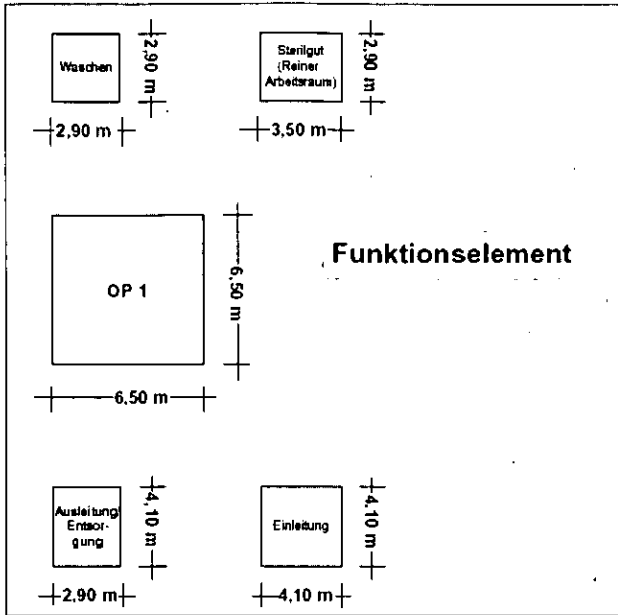 Waschen
2,90 m
2,90 m
Sterilgut
(Reiner
Arbeitsraum)
2,90 m
3,50 m
OP 1
6,50 m
6,50 m
Funktionselement
Ausleitung/
Entsor-
gung
4,10 m
2,90 m
Einleitung
4,10 m
4,10 m